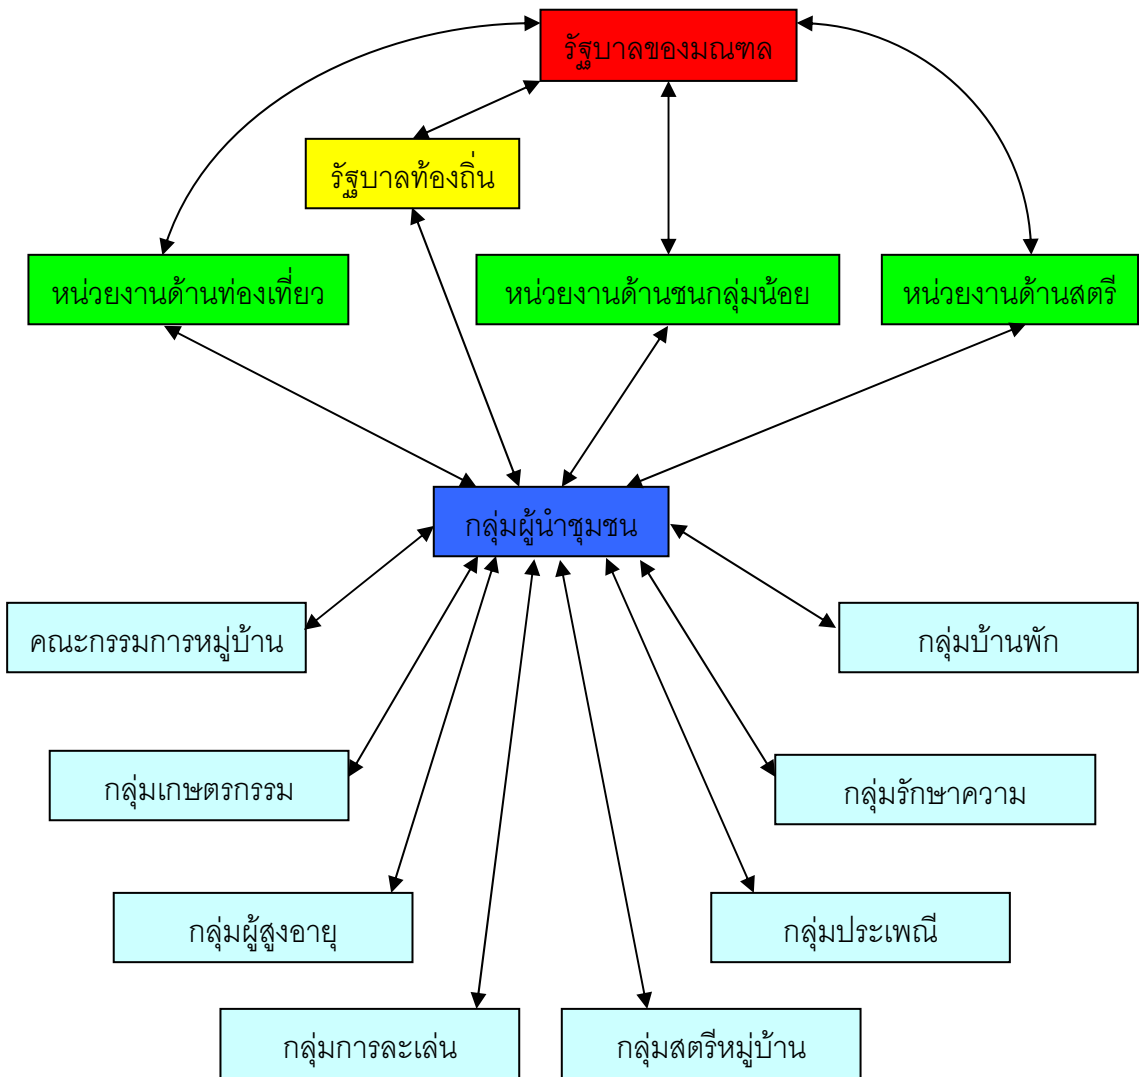 รัฐบาลของมณฑล
รัฐบาลท้องถิ่น
หน่วยงานด้านท่องเที่ยว
หน่วยงานด้านชนกลุ่มน้อย
หน่วยงานด้านสตรี
กลุ่มผู้นำชุมชน
คณะกรรมการหมู่บ้าน
กลุ่มบ้านพัก
กลุ่มเกษตรกรรม
กลุ่มรักษาความ
กลุ่มผู้สูงอายุ
กลุ่มประเพณี
กลุ่มการละเล่น
กลุ่มสตรีหมู่บ้าน